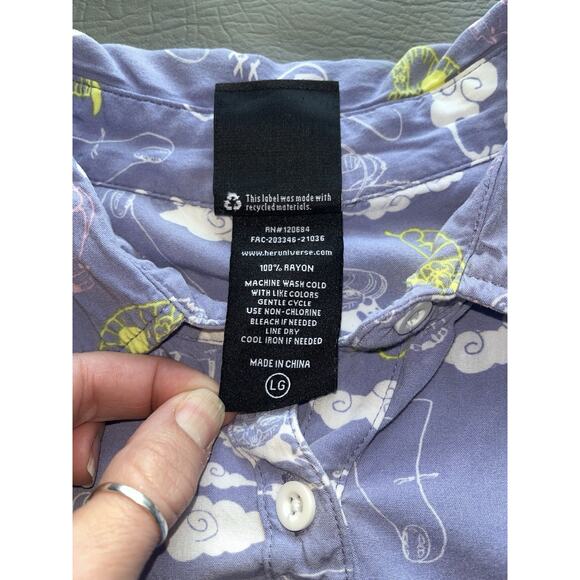 This label was made with
recycled materials.
RN#120684
FAC-203346-21036
www.heruniverse.com
100% RAYON
MACHINE WASH COLD
WITH LIKE COLORS
GENTLE CYCLE
USE NON-CHLORINE
BLEACH IF NEEDED
LINE DRY
COOL IRON IF NEEDED
MADE IN CHINA
LG